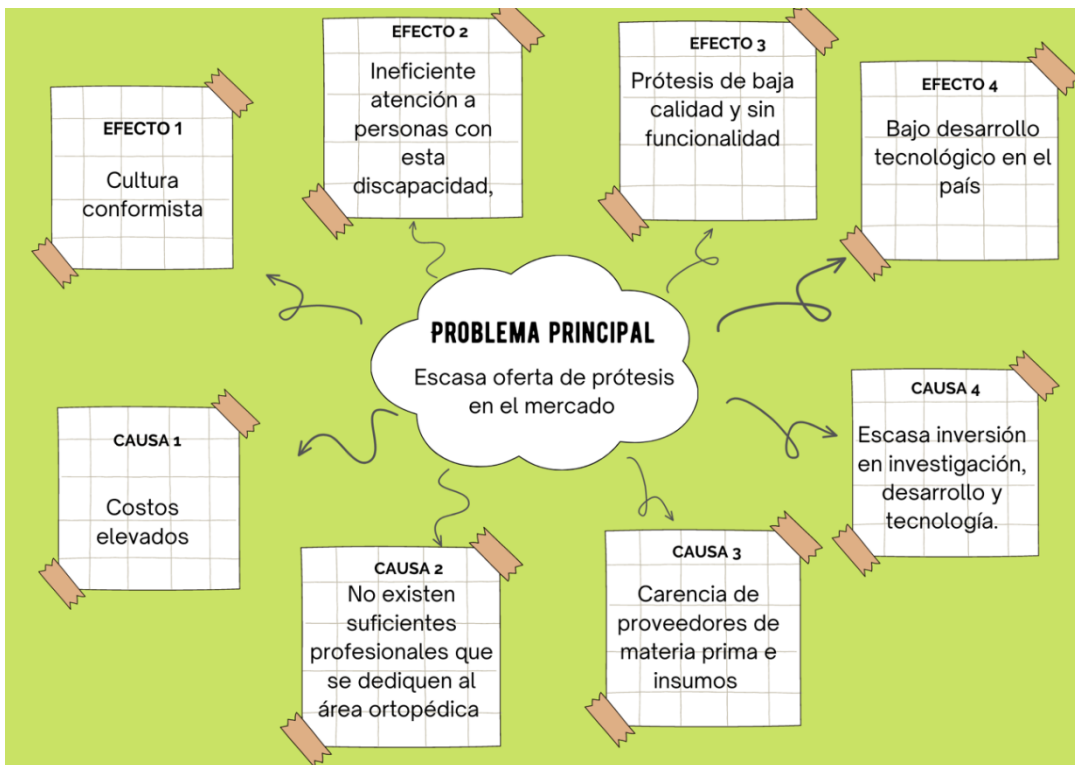 EFECTO 1
Cultura
conformista
EFECTO 2
Ineficiente
atención a
personas con
esta
discapacidad,
EFECTO 3
Prótesis de baja
calidad y sin
funcionalidad
EFECTO 4
Bajo desarrollo
tecnológico en el
país
PROBLEMA PRINCIPAL
Escasa oferta de prótesis
en el mercado
CAUSA 1
Costos
elevados
CAUSA 2
No existen
suficientes
profesionales que
se dediquen al
área ortopédica
CAUSA 3
Carencia de
proveedores de
materia prima e
insumos
CAUSA 4
Escasa inversión
en investigación,
desarrollo y
tecnología.